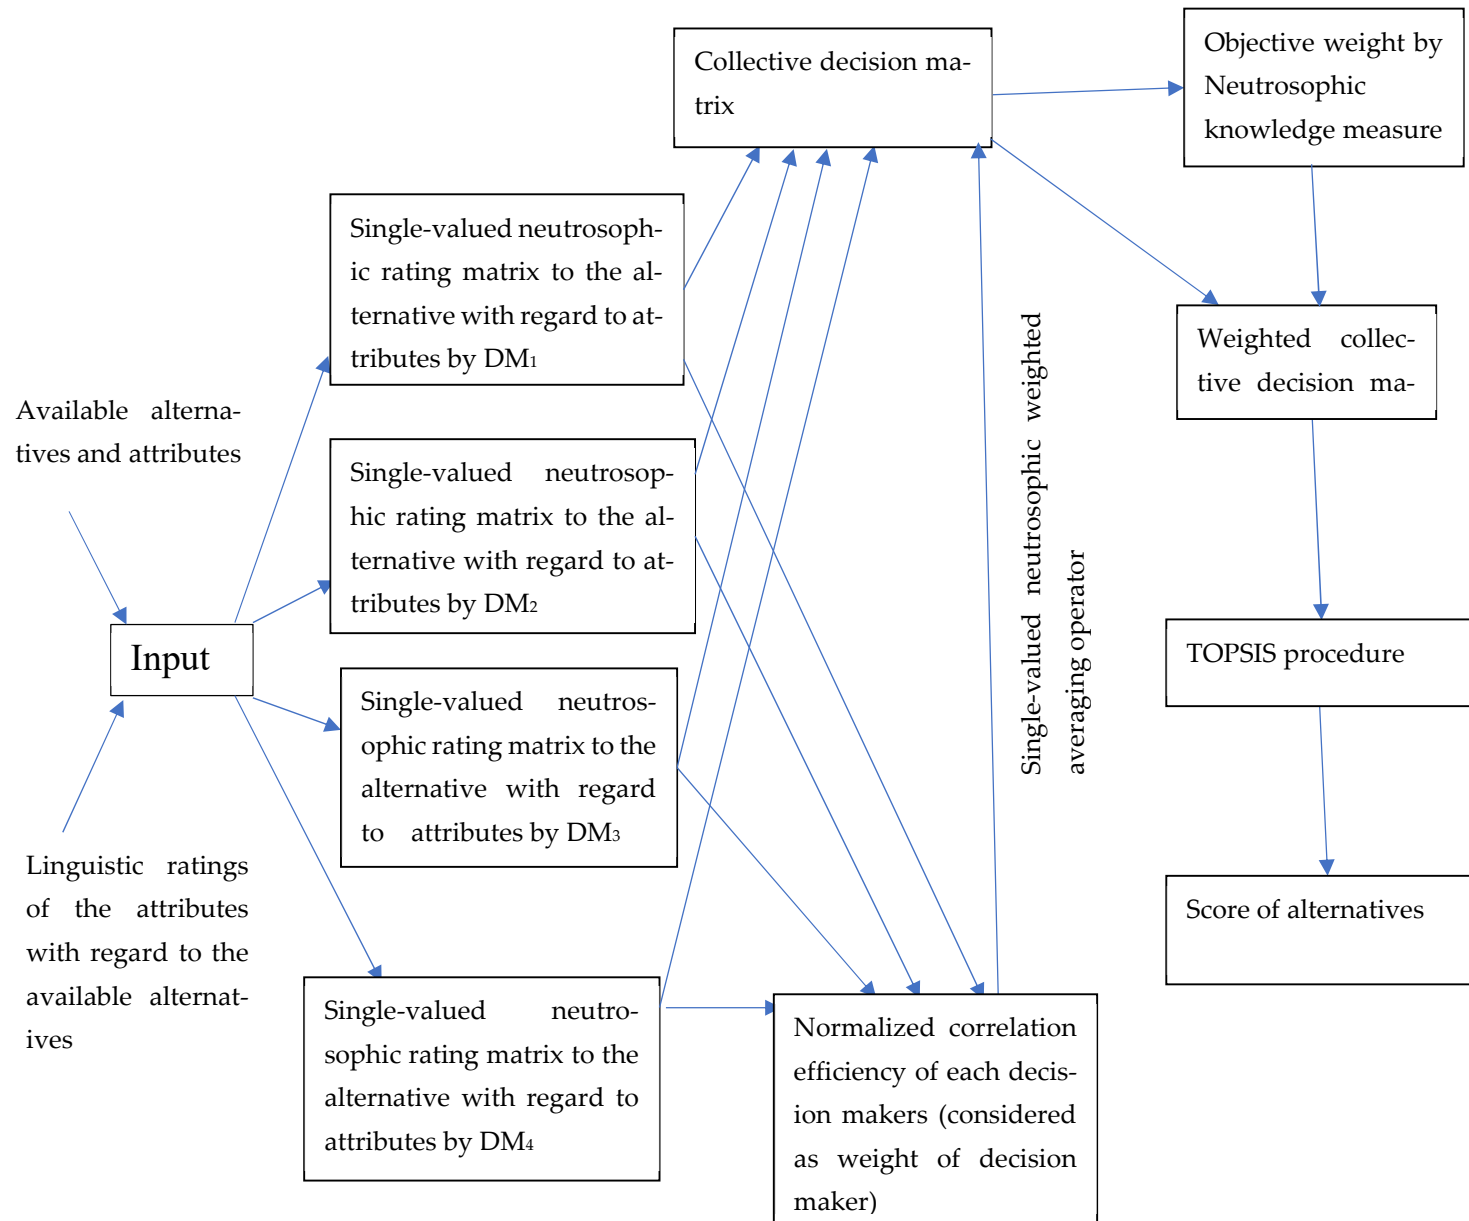 Available alterna-
tives and attributes
Input
Linguistic ratings
of the attributes
with regard to the
available alternat-
ives
Single-valued neutrosoph-
ic rating matrix to the al-
ternative with regard to at-
tributes by DM1
Single-valued neutrosop-
hic rating matrix to the al-
ternative with regard to at-
tributes by DM2
Single-valued neutros-
ophic rating matrix to the
alternative with regard
to attributes by DM3
Single-valued neutro-
sophic rating matrix to the
alternative with regard to
attributes by DM4
Collective decision ma-
trix
Single-valued neutrosophic weighted
averaging operator
Normalized correlation
efficiency of each decis-
ion makers (considered
as weight of decision
maker)
Objective weight by
Neutrosophic
knowledge measure
Weighted collec-
tive decision ma-
TOPSIS procedure
Score of alternatives